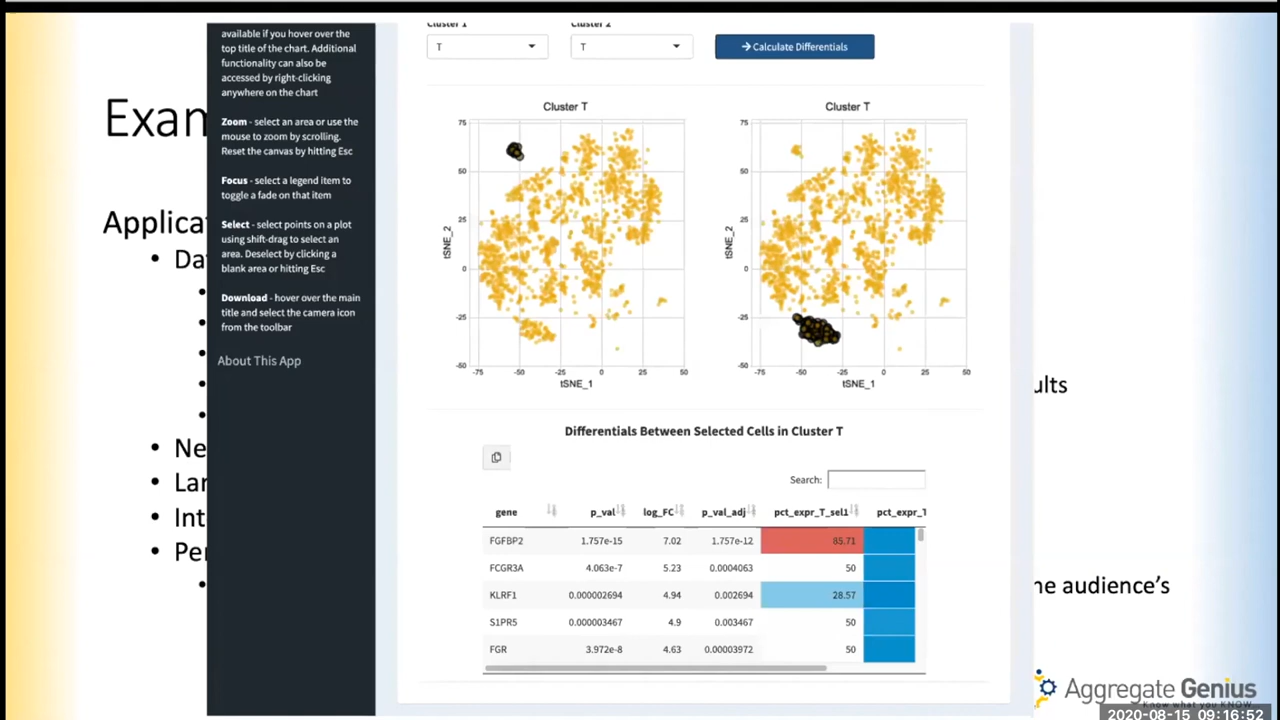 Cluster 1 Cluster 2
T T Calculate Differentials
available if you hover over the
top title of the chart. Additional
functionality can also be
accessed by right-clicking
anywhere on the chart
Zoom - select an area or use the
mouse to zoom by scrolling.
Reset the canvas by hitting Esc
Focus - select a legend item to
toggle a fade on that item
Select - select points on a plot
using shift-drag to select an
area. Deselect by clicking a
blank area or hitting Esc
Download - hover over the main
title and select the camera icon
from the toolbar
About This App
Exam
Applicat
• Da
• Ne
• Lar
• Int
• Per
ults
he audience's
Cluster T
75
50
25
0
-25
-50
-75 -50 -25 0 25 50
tSNE_2
tSNE_1
Cluster T
75
50
25
0
-25
-50
-75 -50 -25 0 25 50
tSNE_2
tSNE_1
Differentials Between Selected Cells in Cluster T
Search:
gene p_val log_FC p_val_adj pct_expr_T_sel1 pct_expr_T
FGFBP2 1.757e-15 7.02 1.757e-12 85.71
FCGR3A 4.063e-7 5.23 0.0004063 50
KLRF1 0.000002694 4.94 0.002694 28.57
S1PR5 0.000003467 4.9 0.003467 50
FGR 3.972e-8 4.63 0.00003972 50
Aggregate Genius
Know what you KNOW
2020-08-15 09:16:52